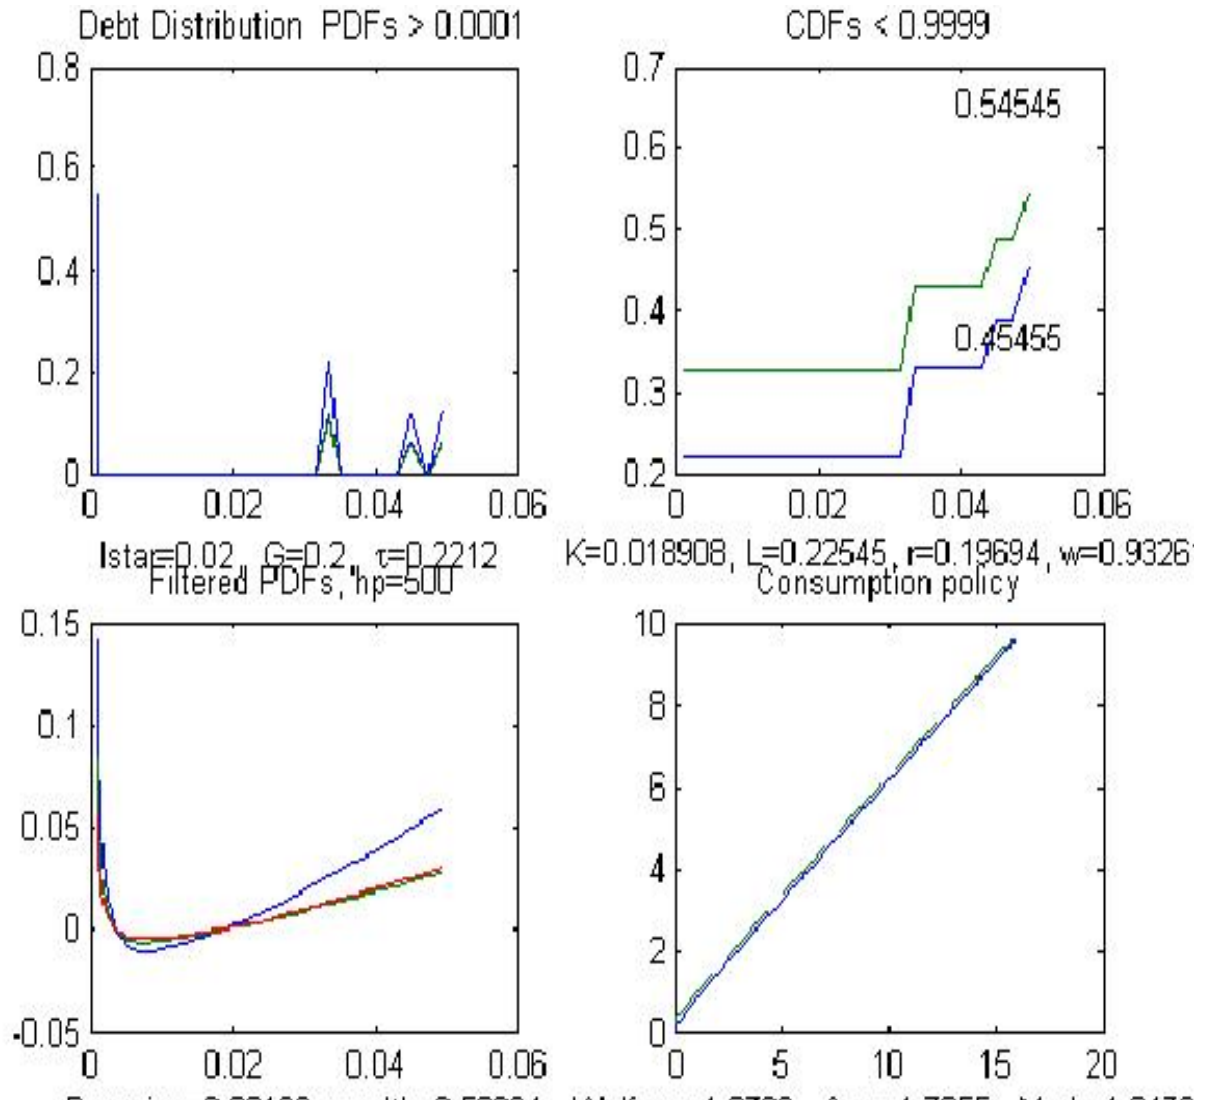 Debt Distribution PDFs > 0.0001
CDFs < 0.9999
0.8
0.6
0.4
0.2
0
0 0.02 0.04 0.06
0.7
0.6
0.5
0.4
0.3
0.2
0.54545
0.45455
0 0.02 0.04 0.06
Istar=0.02, G=0.2, τ=0.2212
Filtered PDFs, hp=500
K=0.018908, L=0.22545, r=0.19694, w=0.9326
Consumption policy
0.15
0.1
0.05
0
-0.05
0 0.02 0.04 0.06
10
8
6
4
2
0
0 5 10 15 20